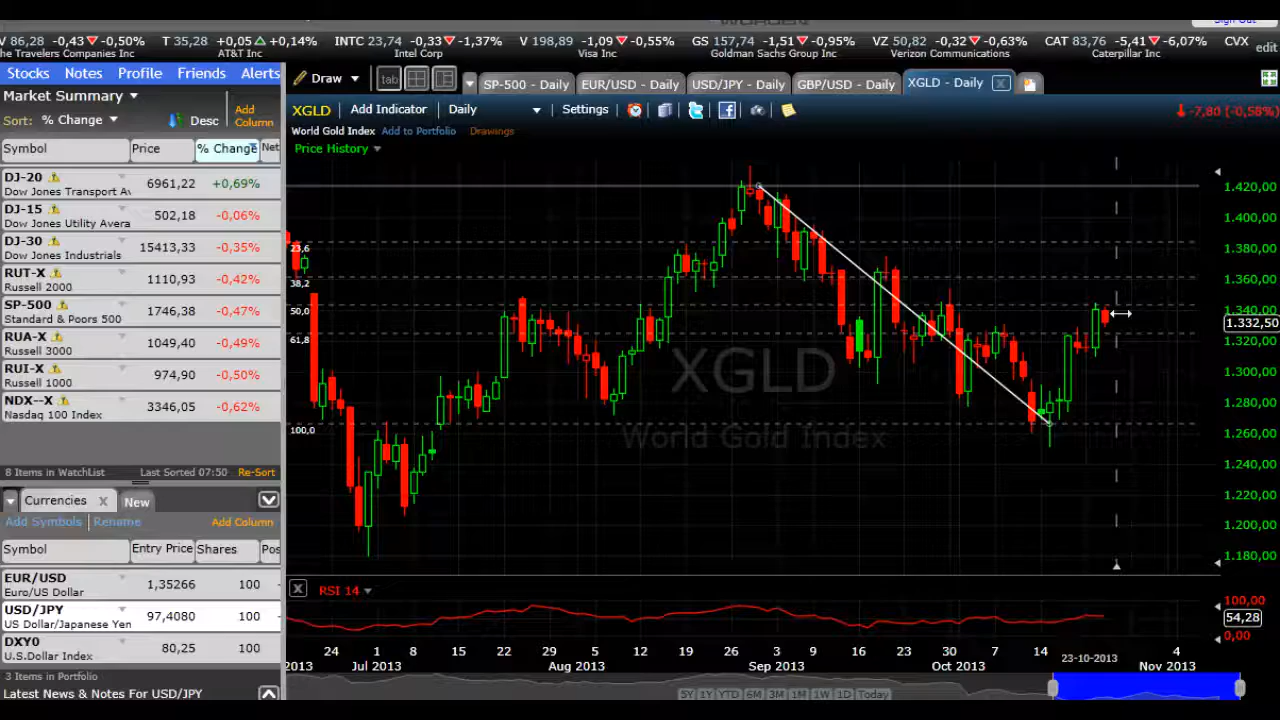 Sign Out
V 86,28 -0,43 -0,50% T 35,28 +0,05 +0,14% INTC 23,74 -0,33 -1,37% V 198,89 -1,09 -0,55% GS 157,74 -1,51 -0,95% VZ 50,82 -0,32 -0,63% CAT 83,76 -5,41 -6,07% CVX
The Travelers Companies Inc AT&T Inc Intel Corp Visa Inc Goldman Sachs Group Inc Verizon Communications Caterpillar Inc edit
Stocks Notes Profile Friends Alerts
Draw tab SP-500 - Daily EUR/USD - Daily USD/JPY - Daily GBP/USD - Daily XGLD - Daily X
Market Summary
XGLD Add Indicator Daily Settings
-7,80 (-0,58%)
Sort: % Change Desc Add Column
World Gold Index Add to Portfolio Drawings
Symbol Price % Change Net
Price History
DJ-20 6961,22 +0,69%
Dow Jones Transport Av
DJ-15 502,18 -0,06%
Dow Jones Utility Avera
DJ-30 15413,33 -0,35%
Dow Jones Industrials
RUT-X 1110,93 -0,42%
Russell 2000
SP-500 1746,38 -0,47%
Standard & Poors 500
RUA-X 1049,40 -0,49%
Russell 3000
RUI-X 974,90 -0,50%
Russell 1000
NDX--X 3346,05 -0,62%
Nasdaq 100 Index
8 Items in WatchList Last Sorted 07:50 Re-Sort
Currencies X New
Add Symbols Rename Add Column
Symbol Entry Price Shares Pos
EUR/USD 1,35266 100 -
Euro/US Dollar
USD/JPY 97,4080 100 -
US Dollar/Japanese Yen
DXY0 80,25 100 -
U.S.Dollar Index
3 Items in Portfolio
Latest News & Notes For USD/JPY
23,6
38,2
50,0
61,8
100,0
XGLD
World Gold Index
1.420,00
1.400,00
1.380,00
1.360,00
1.340,00
1.332,50
1.320,00
1.300,00
1.280,00
1.260,00
1.240,00
1.220,00
1.200,00
1.180,00
X RSI 14
100,00
54,28
0,00
24 1 8 15 22 29 5 12 19 26 3 9 16 23 30 7 14 4
2013 Jul 2013 Aug 2013 Sep 2013 Oct 2013 23-10-2013 Nov 2013
5Y 1Y YTD 6M 3M 1M 1W 1D Today